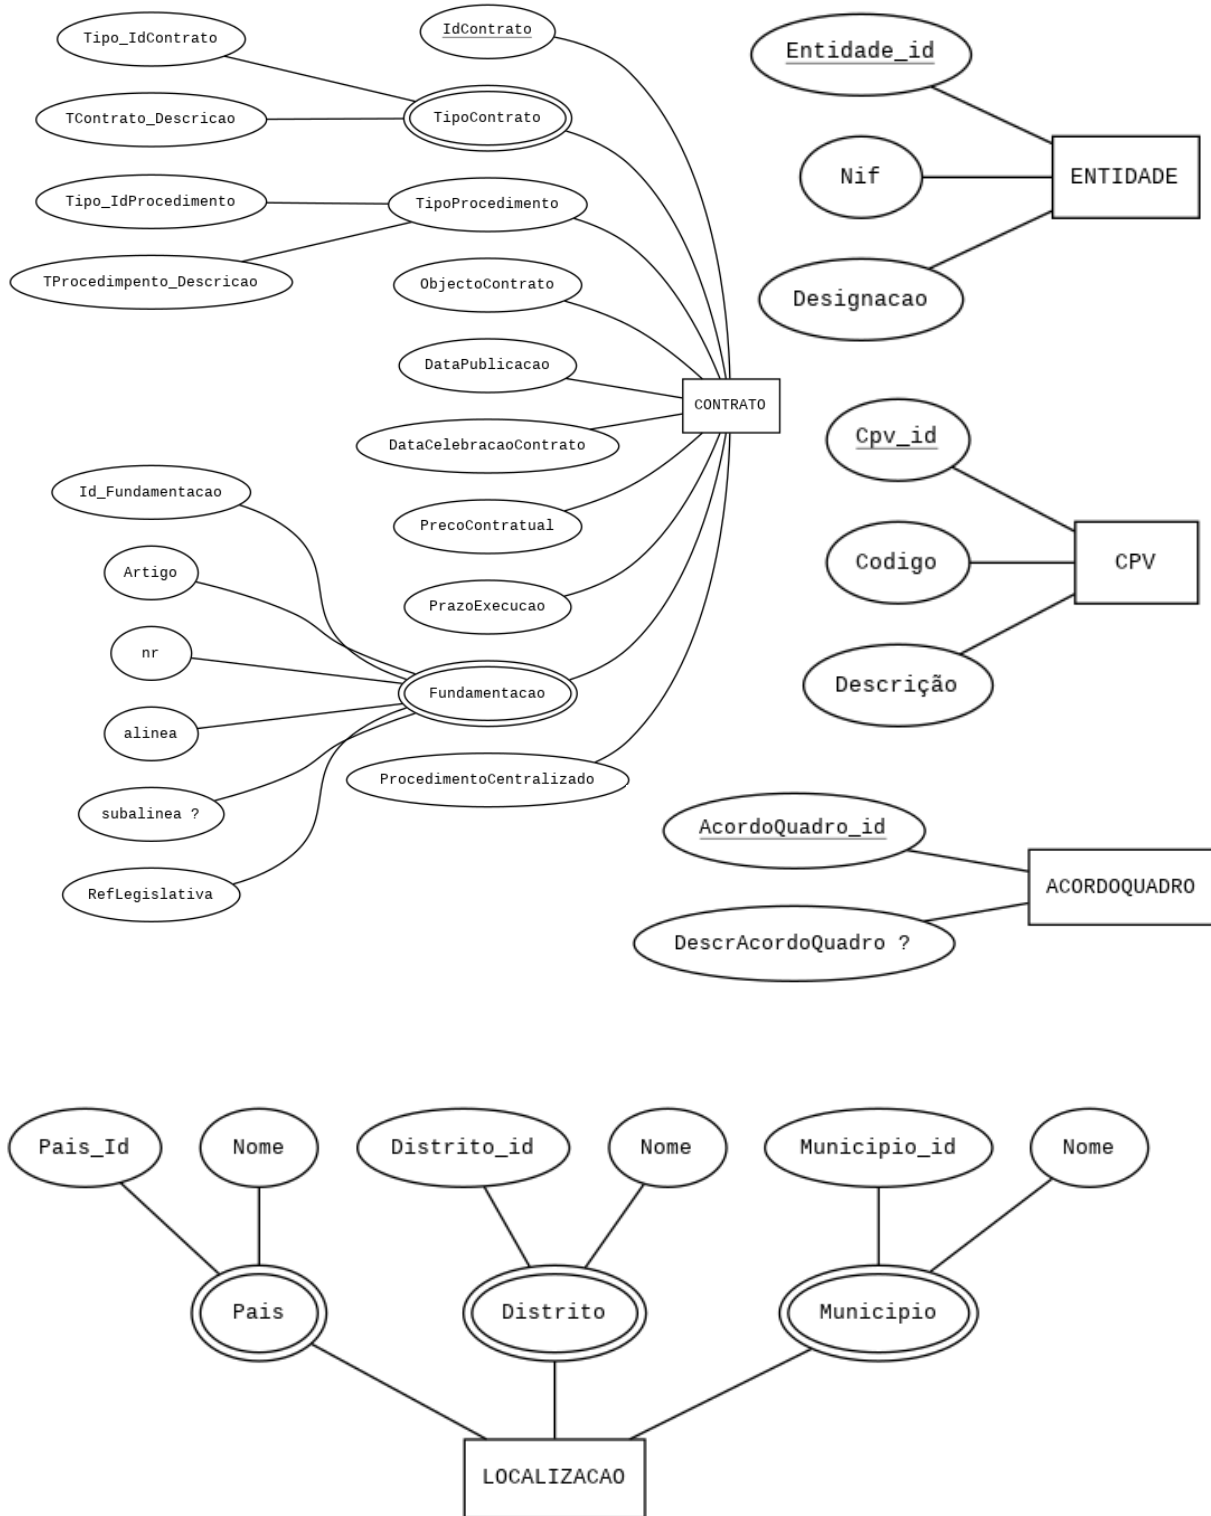 Tipo_IdContrato
TContrato_Descricao
Tipo_IdProcedimento
TProcedimpento_Descricao
IdContrato
TipoContrato
TipoProcedimento
ObjectoContrato
DataPublicacao
DataCelebracaoContrato
PrecoContratual
PrazoExecucao
Fundamentacao
ProcedimentoCentralizado
CONTRATO
Id_Fundamentacao
Artigo
nr
alinea
subalinea ?
RefLegislativa
Entidade_id
Nif
Designacao
ENTIDADE
Cpv_id
Codigo
Descrição
CPV
AcordoQuadro_id
DescrAcordoQuadro ?
ACORDOQUADRO
Pais_Id
Nome
Distrito_id
Nome
Municipio_id
Nome
Pais
Distrito
Municipio
LOCALIZACAO